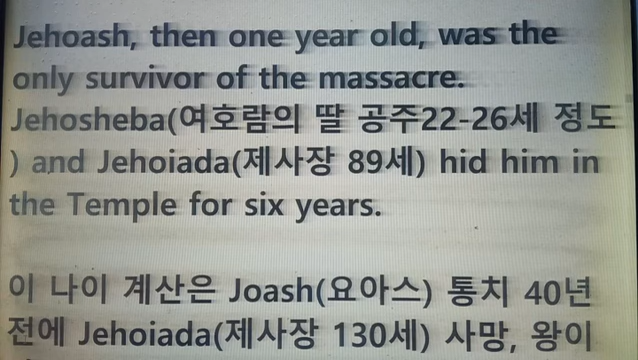 Jehoash, then one year old, was the
only survivor of the massacre.
Jehosheba(여호람의 딸 공주22-26세 정도
) and Jehoiada(제사장 89세) hid him in
the Temple for six years.
이 나이 계산은 Joash(요아스) 통치 40년
전에 Jehoiada(제사장 130세) 사망, 왕이